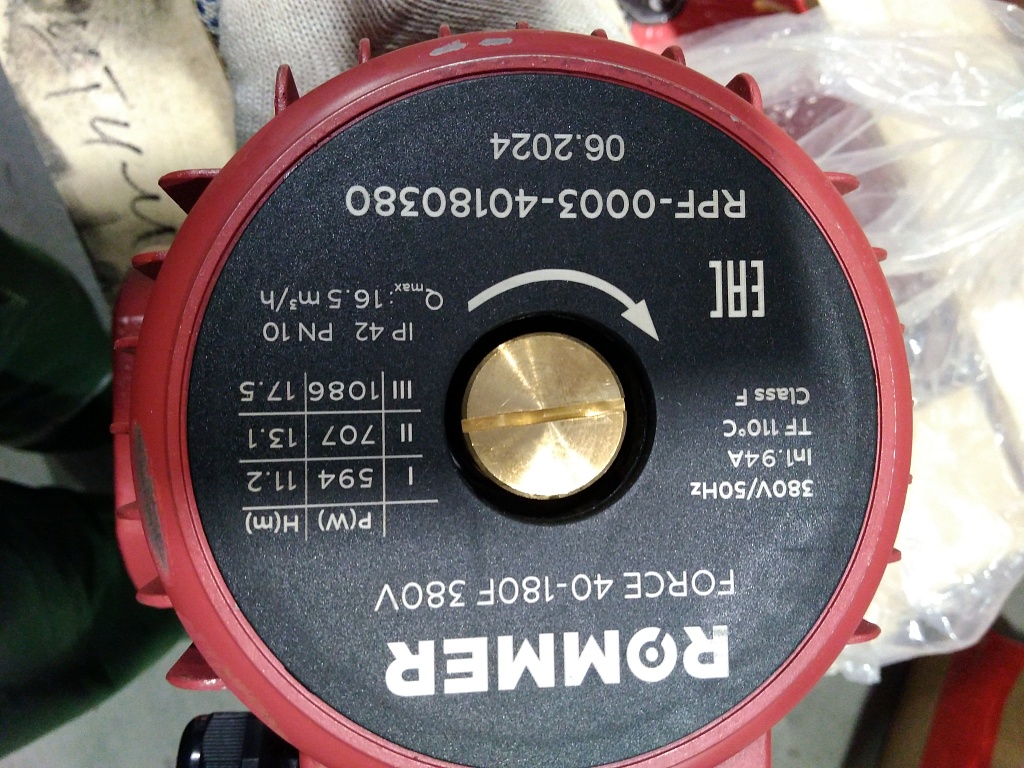 ROMMER
FORCE 40-180F 380V
380V/50Hz
In1.94A
TF 110°C
Class F
P(W) H(m)
I 594 11.2
II 707 13.1
III 1086 17.5
IP 42 PN 10
Qmax: 16.5 m³/h
EAC
RPF-0003-40180380
06.2024